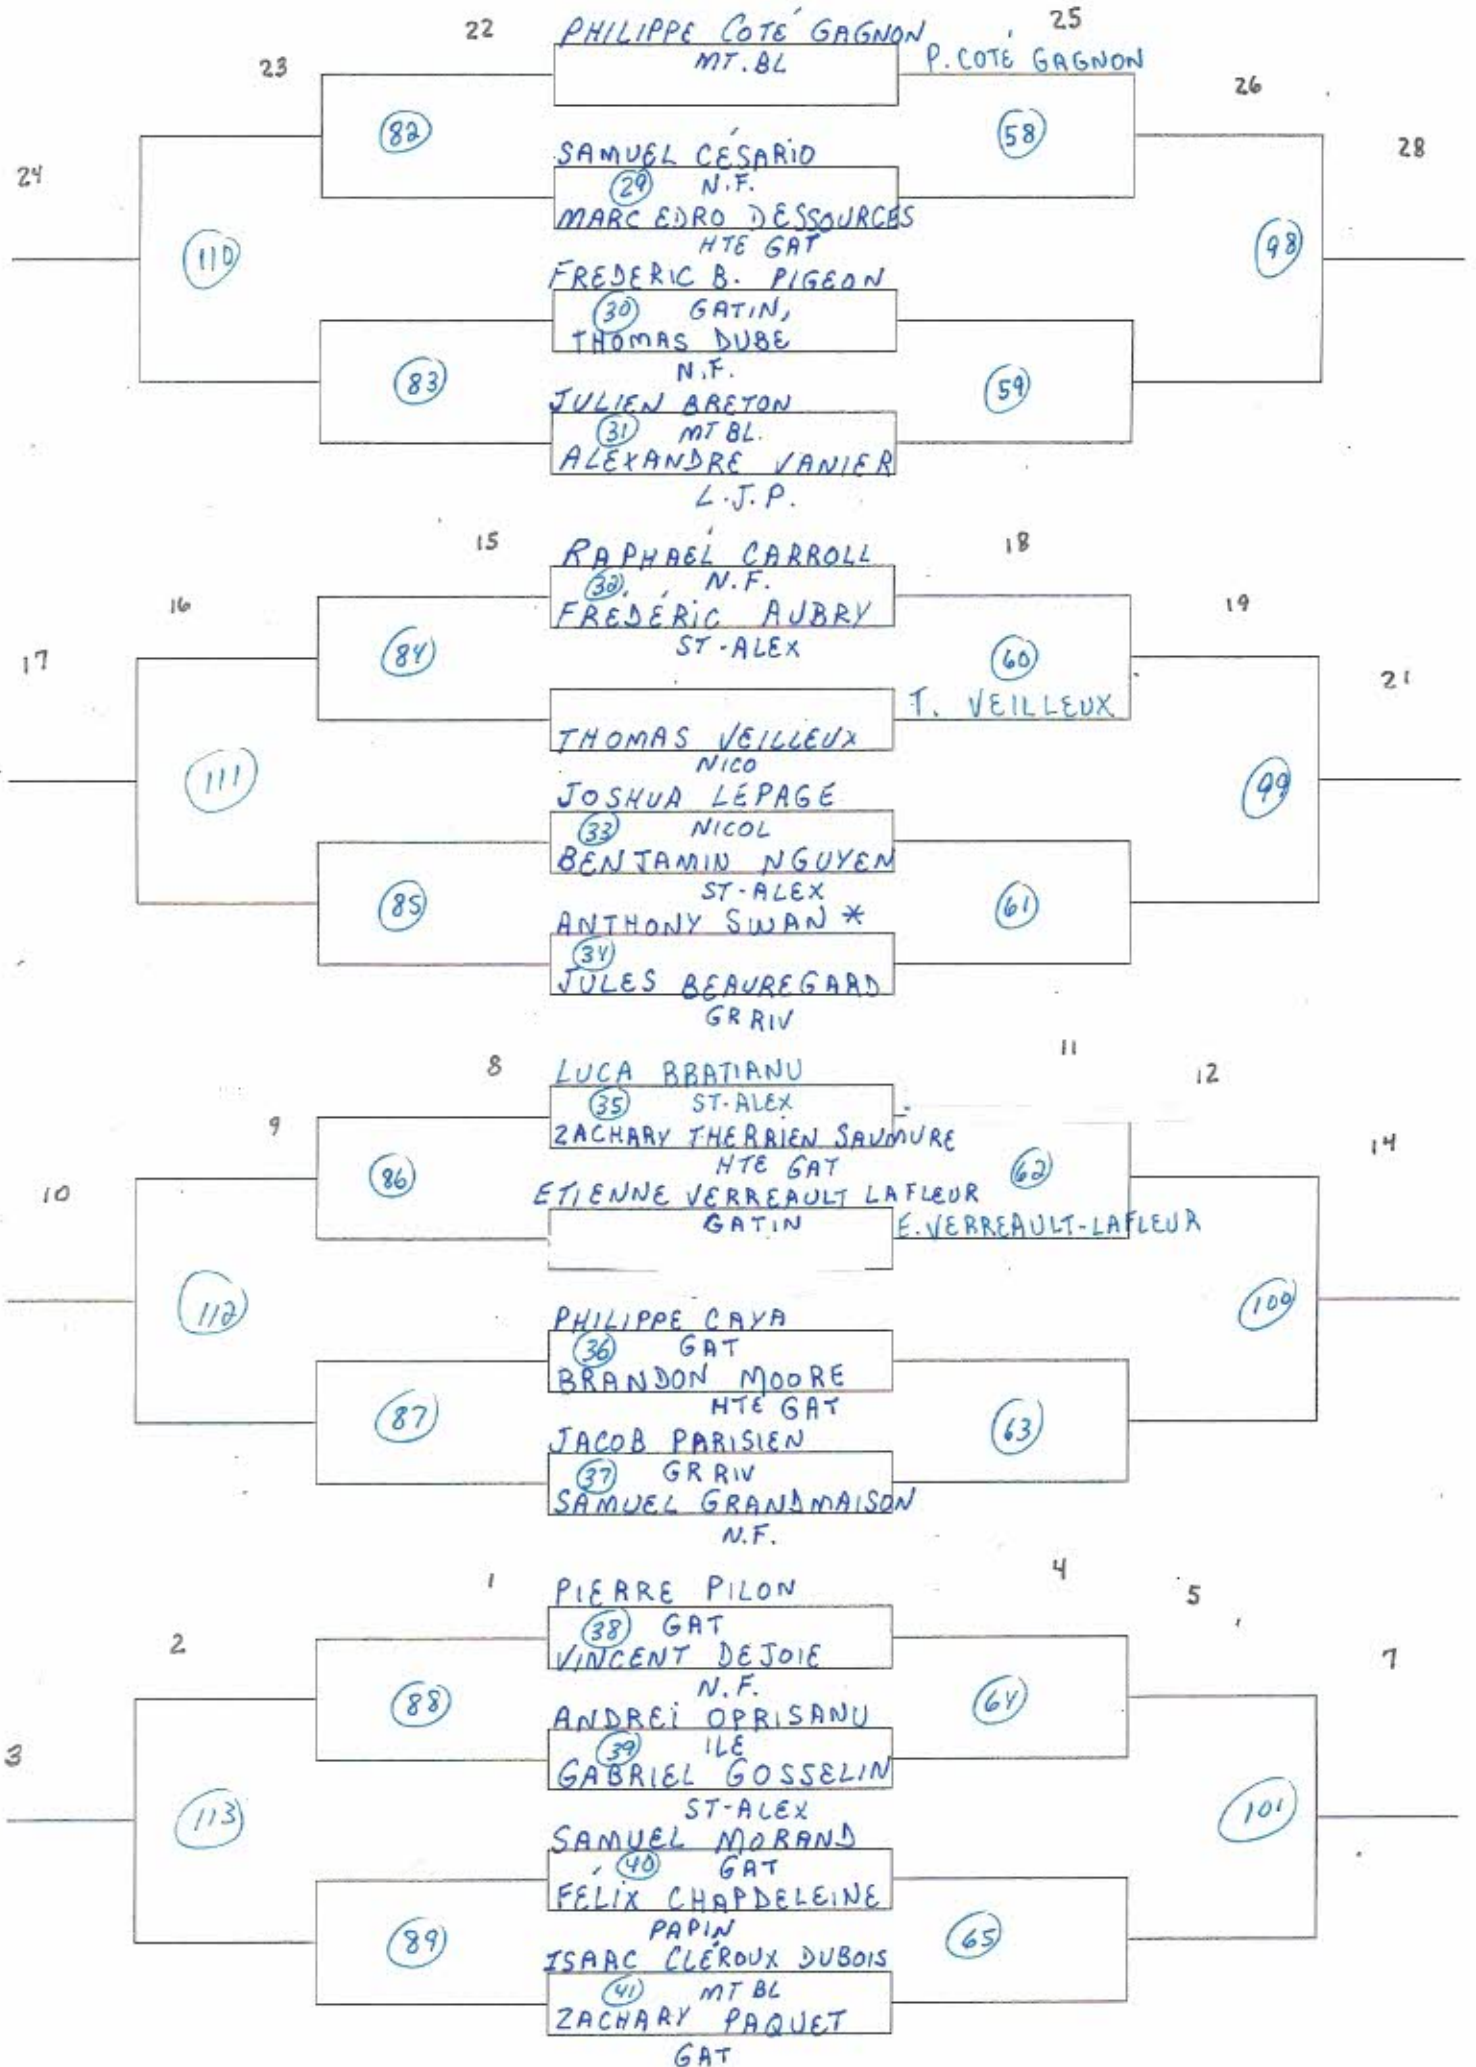 22 PHILIPPE COTÉ GAGNON 25
23 MT.BL P. COTÉ GAGNON 26
82 58
24 SAMUEL CÉSARIO 28
29 N.F.
MARC EDRO DESSOURCES
HTE GAT
110 98
FREDERIC B. PIGEON
30 GATIN,
THOMAS DUBE
N.F.
83 59
JULIEN BRETON
31 MT BL.
ALEXANDRE VANIER
L.J.P.
15 RAPHAEL CARROLL 18
16 32 N.F. 19
FRÉDÉRIC AUBRY
ST-ALEX
17 84 60 21
T. VEILLEUX
THOMAS VEILLEUX
NICO
111 99
JOSHUA LEPAGE
33 NICOL
BENJAMIN NGUYEN
ST-ALEX
85 61
ANTHONY SWAN *
34
JULES BEAUREGARD
GR RIV
8 LUCA BBATIANU 11
12
9 35 ST-ALEX
ZACHARY THERRIEN SAUMURE 14
HTE GAT
86 62
10 ETIENNE VERREAULT LAFLEUR
GATIN E. VERREAULT-LAFLEUR
112 100
PHILIPPE CAYA
36 GAT
BRANDON MOORE
HTE GAT
87 63
JACOB PARISIEN
37 GR RIV
SAMUEL GRANDMAISON
N.F.
1 PIERRE PILON 4
5
2 38 GAT 7
VINCENT DEJOIE
N.F.
88 64
ANDREI OPRISANU
3 39 ILE
GABRIEL GOSSELIN
ST-ALEX
113 101
SAMUEL MORAND
40 GAT
FÉLIX CHAPDELEINE
PAPIN
89 65
ISAAC CLÉROUX DUBOIS
41 MT BL
ZACHARY PAQUET
GAT